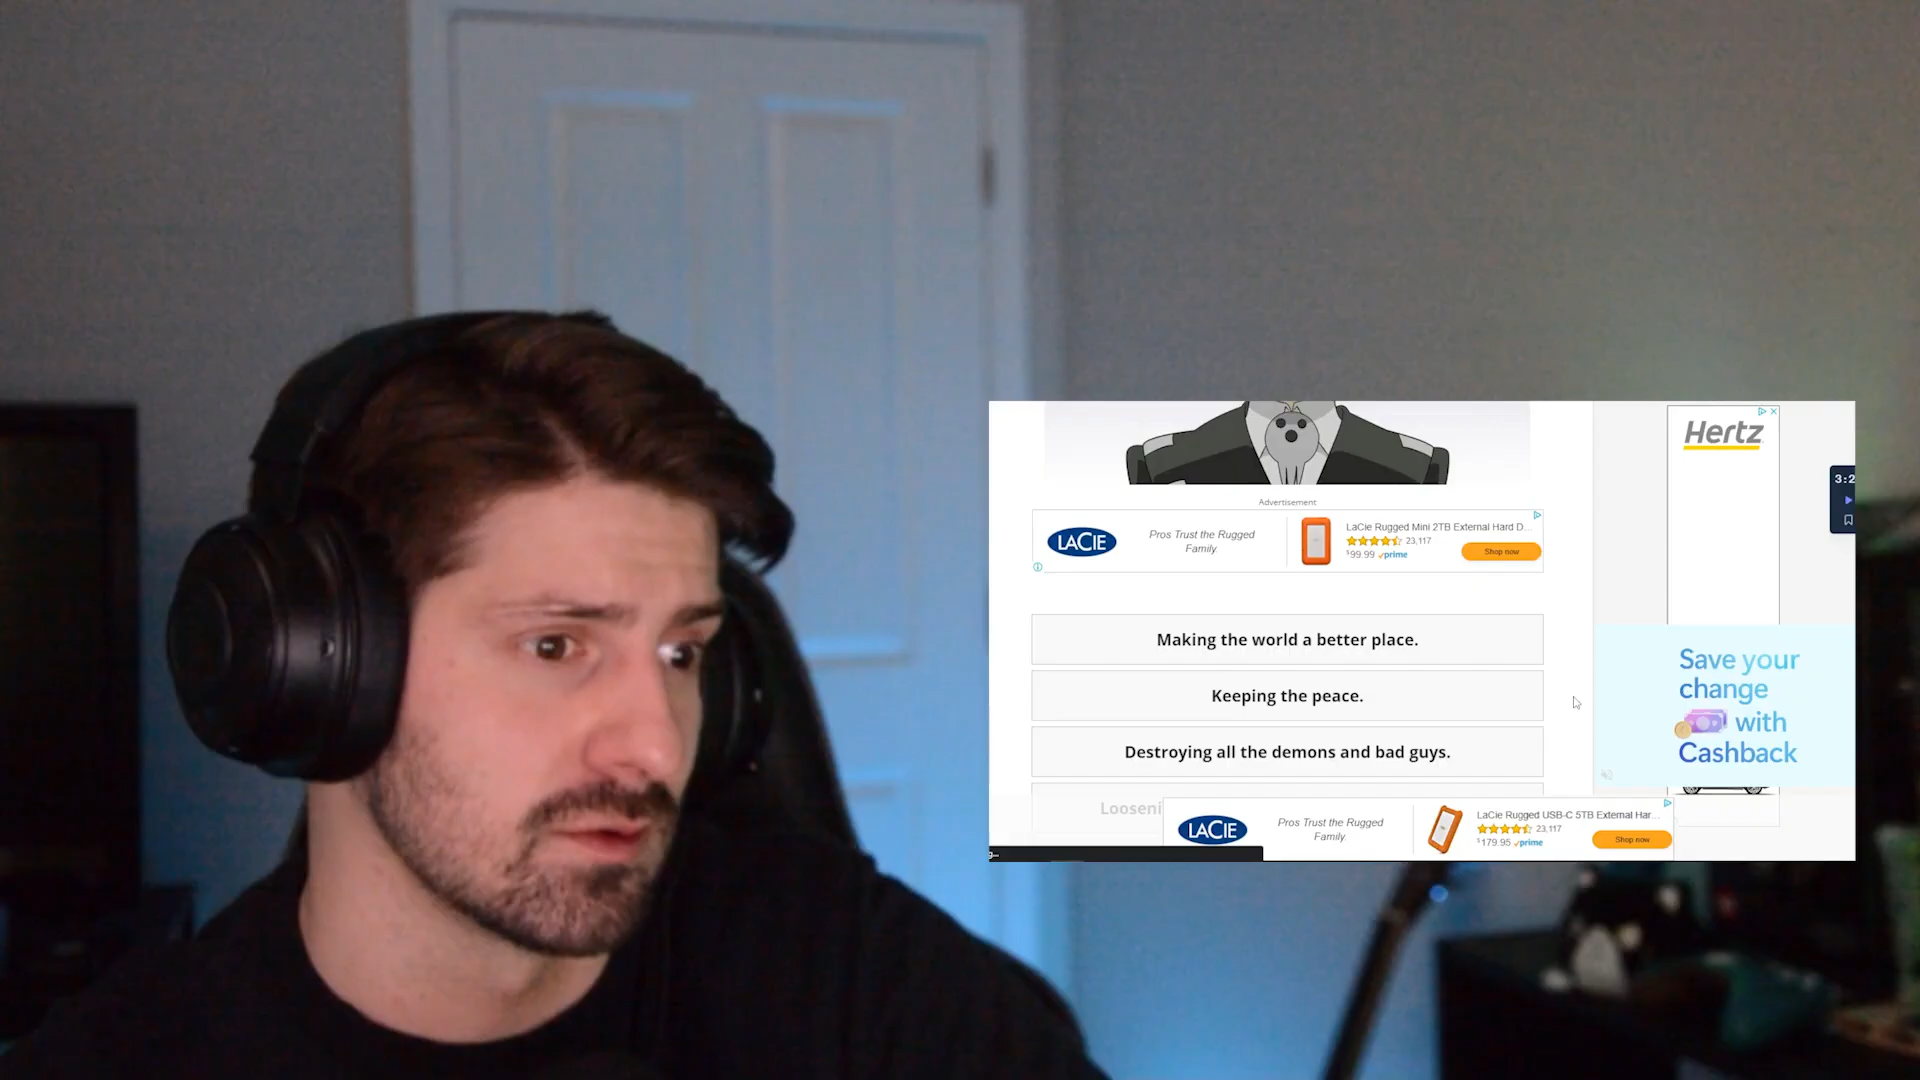 Hertz
3:2
Advertisement
LACIE
Pros Trust the Rugged
Family.
LaCie Rugged Mini 2TB External Hard D...
23,117
$99.99 prime
Shop now
Making the world a better place.
Keeping the peace.
Destroying all the demons and bad guys.
Looseni
Save your
change
with
Cashback
LACIE
Pros Trust the Rugged
Family.
LaCie Rugged USB-C 5TB External Har...
23,117
$179.95 prime
Shop now